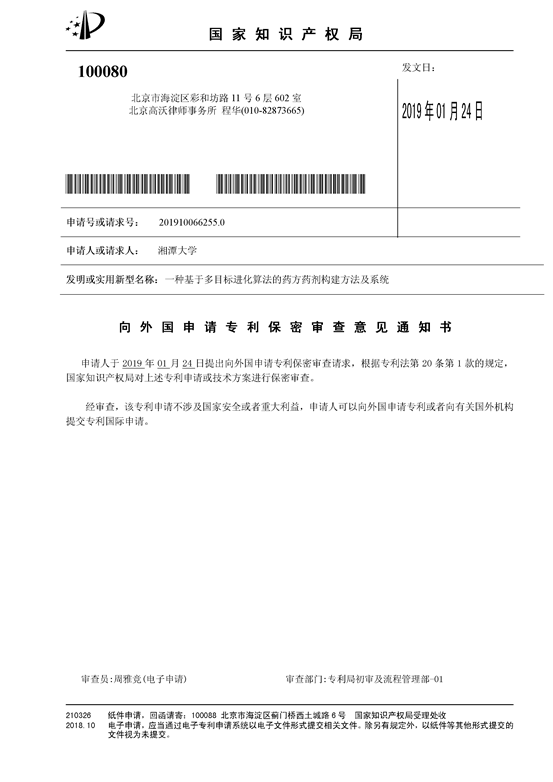 国家知识产权局
100080
发文日：
北京市海淀区彩和坊路 11 号 6 层 602 室
北京高沃律师事务所 程华(010-82873665)
2019 年 01 月 24 日
申请号或请求号： 201910066255.0
申请人或请求人： 湘潭大学
发明或实用新型名称：一种基于多目标进化算法的药方药剂构建方法及系统
向外国申请专利保密审查意见通知书
申请人于 2019 年 01 月 24 日提出向外国申请专利保密审查请求，根据专利法第 20 条第 1 款的规定，
国家知识产权局对上述专利申请或技术方案进行保密审查。
经审查，该专利申请不涉及国家安全或者重大利益，申请人可以向外国申请专利或者向有关国外机构
提交专利国际申请。
审查员:周雅竞(电子申请)
审查部门:专利局初审及流程管理部-01
210326 纸件申请，回函请寄：100088 北京市海淀区蓟门桥西土城路 6 号 国家知识产权局受理处收
2018.10 电子申请，应当通过电子专利申请系统以电子文件形式提交相关文件。除另有规定外，以纸件等其他形式提交的
文件视为未提交。